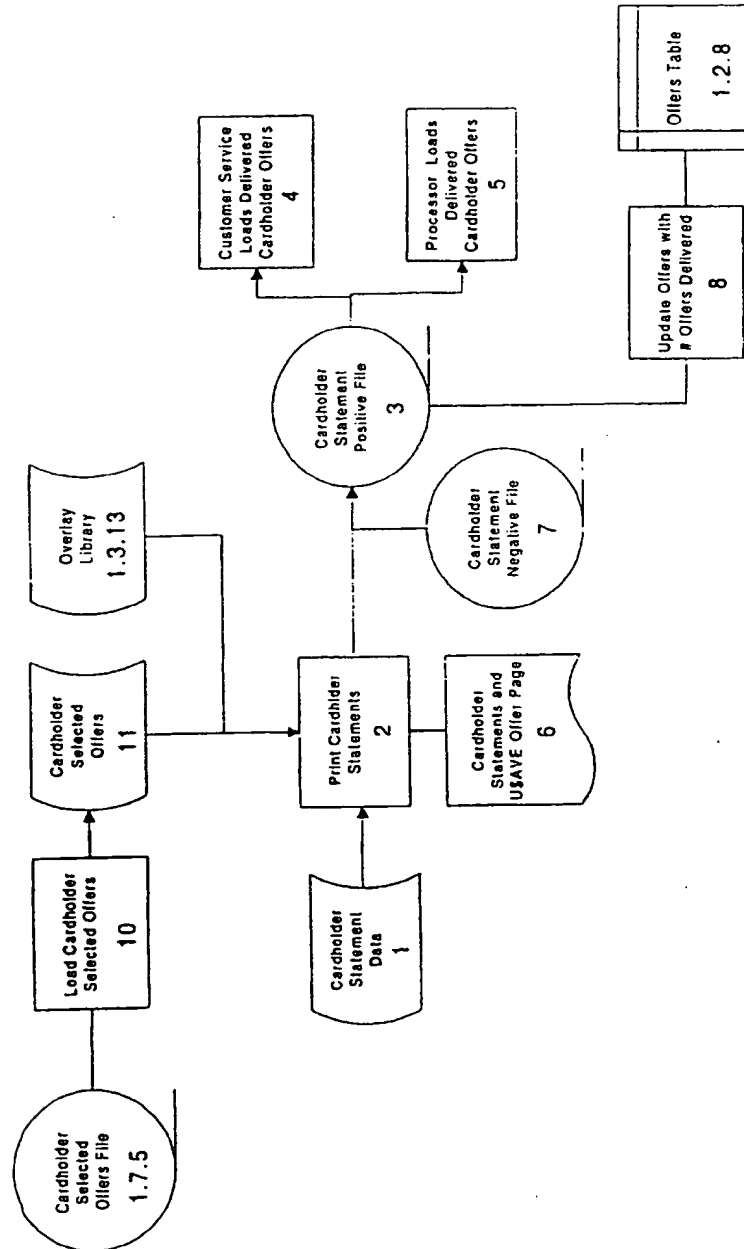 Cardholder
Selected
Offers File
1.7.5
Load Cardholder
Selected Offers
10
Cardholder
Selected
Offers
11
Overlay
Library
1.3.13
Cardholder
Statement
Data
1
Print Cardhlder
Statements
2
Cardholder
Statements and
U$AVE Offer Page
6
Cardholder
Statement
Positive File
3
Cardholder
Statement
Negative File
7
Customer Service
Loads Delivered
Cardholder Offers
4
Processor Loads
Delivered
Cardholder Offers
5
Update Offers with
# Offers Delivered
8
Offers Table
1.2.8